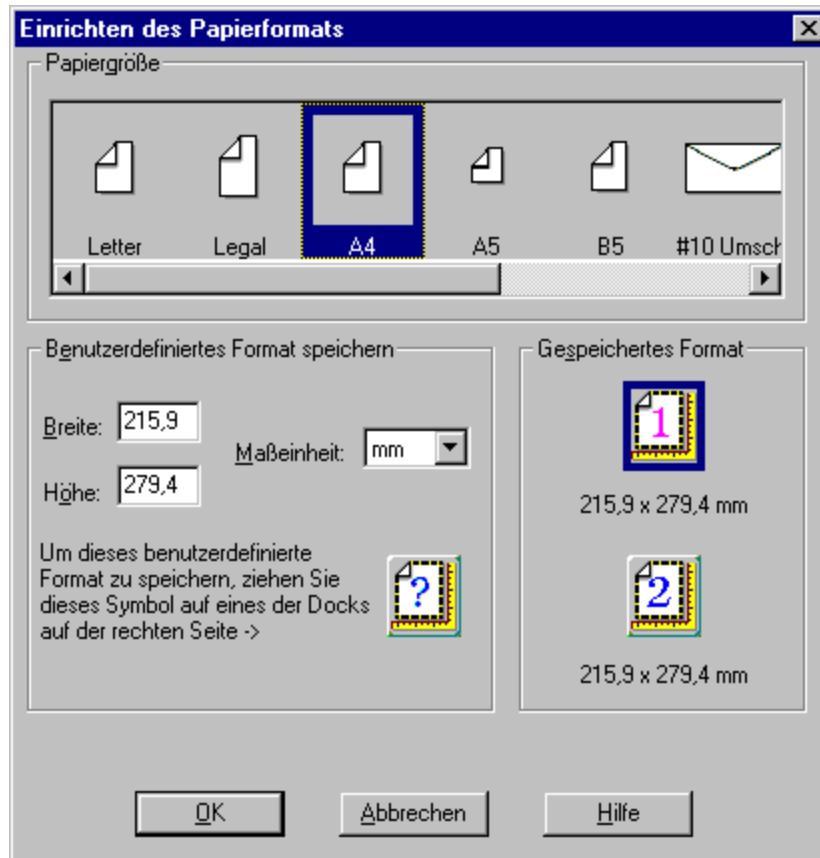 Einrichten des Papierformats
Papiergröße
Letter Legal A4 A5 B5 #10 Umsch
Benutzerdefiniertes Format speichern
Breite: 215,9
Maßeinheit: mm
Höhe: 279,4
Um dieses benutzerdefinierte
Format zu speichern, ziehen Sie
dieses Symbol auf eines der Docks
auf der rechten Seite ->
?
Gespeichertes Format
1
215,9 x 279,4 mm
2
215,9 x 279,4 mm
OK Abbrechen Hilfe